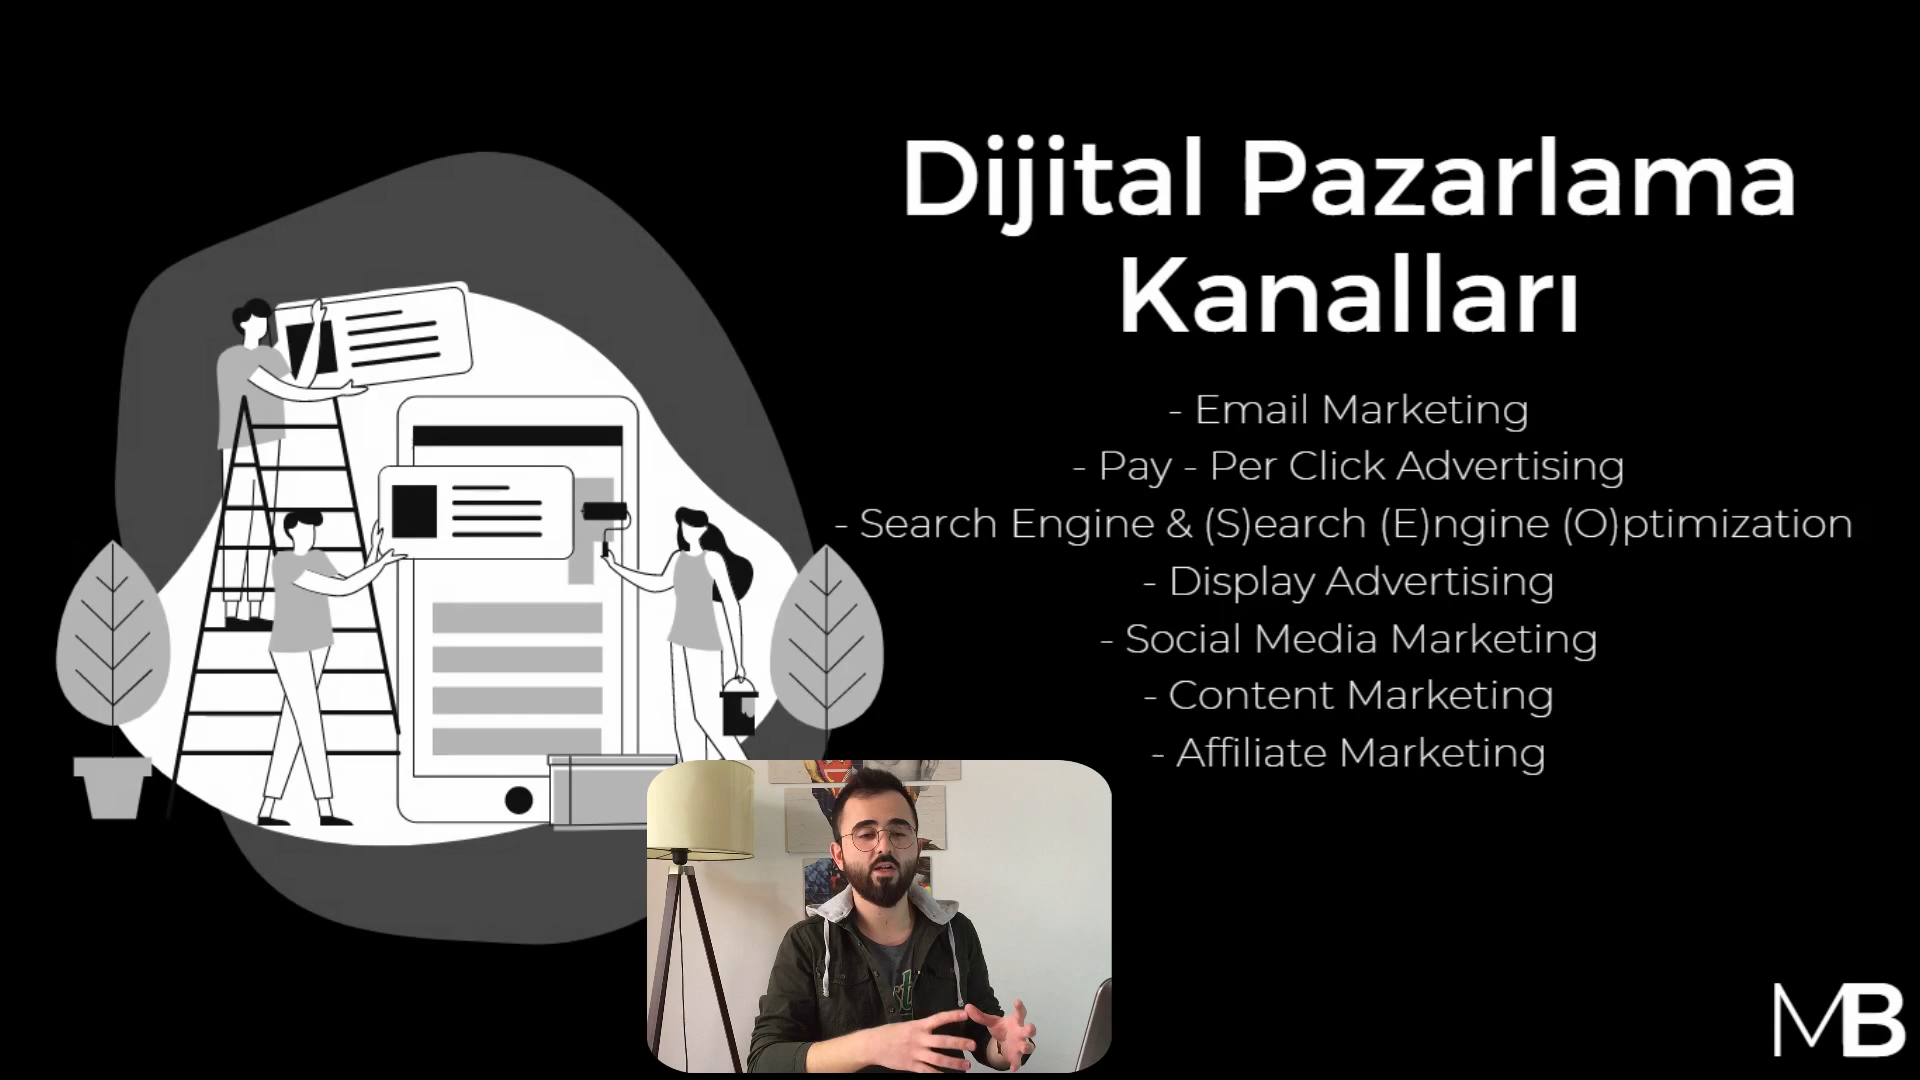 Dijital Pazarlama
Kanalları
- Email Marketing
- Pay - Per Click Advertising
- Search Engine & (S)earch (E)ngine (O)ptimization
- Display Advertising
- Social Media Marketing
- Content Marketing
- Affiliate Marketing
MB